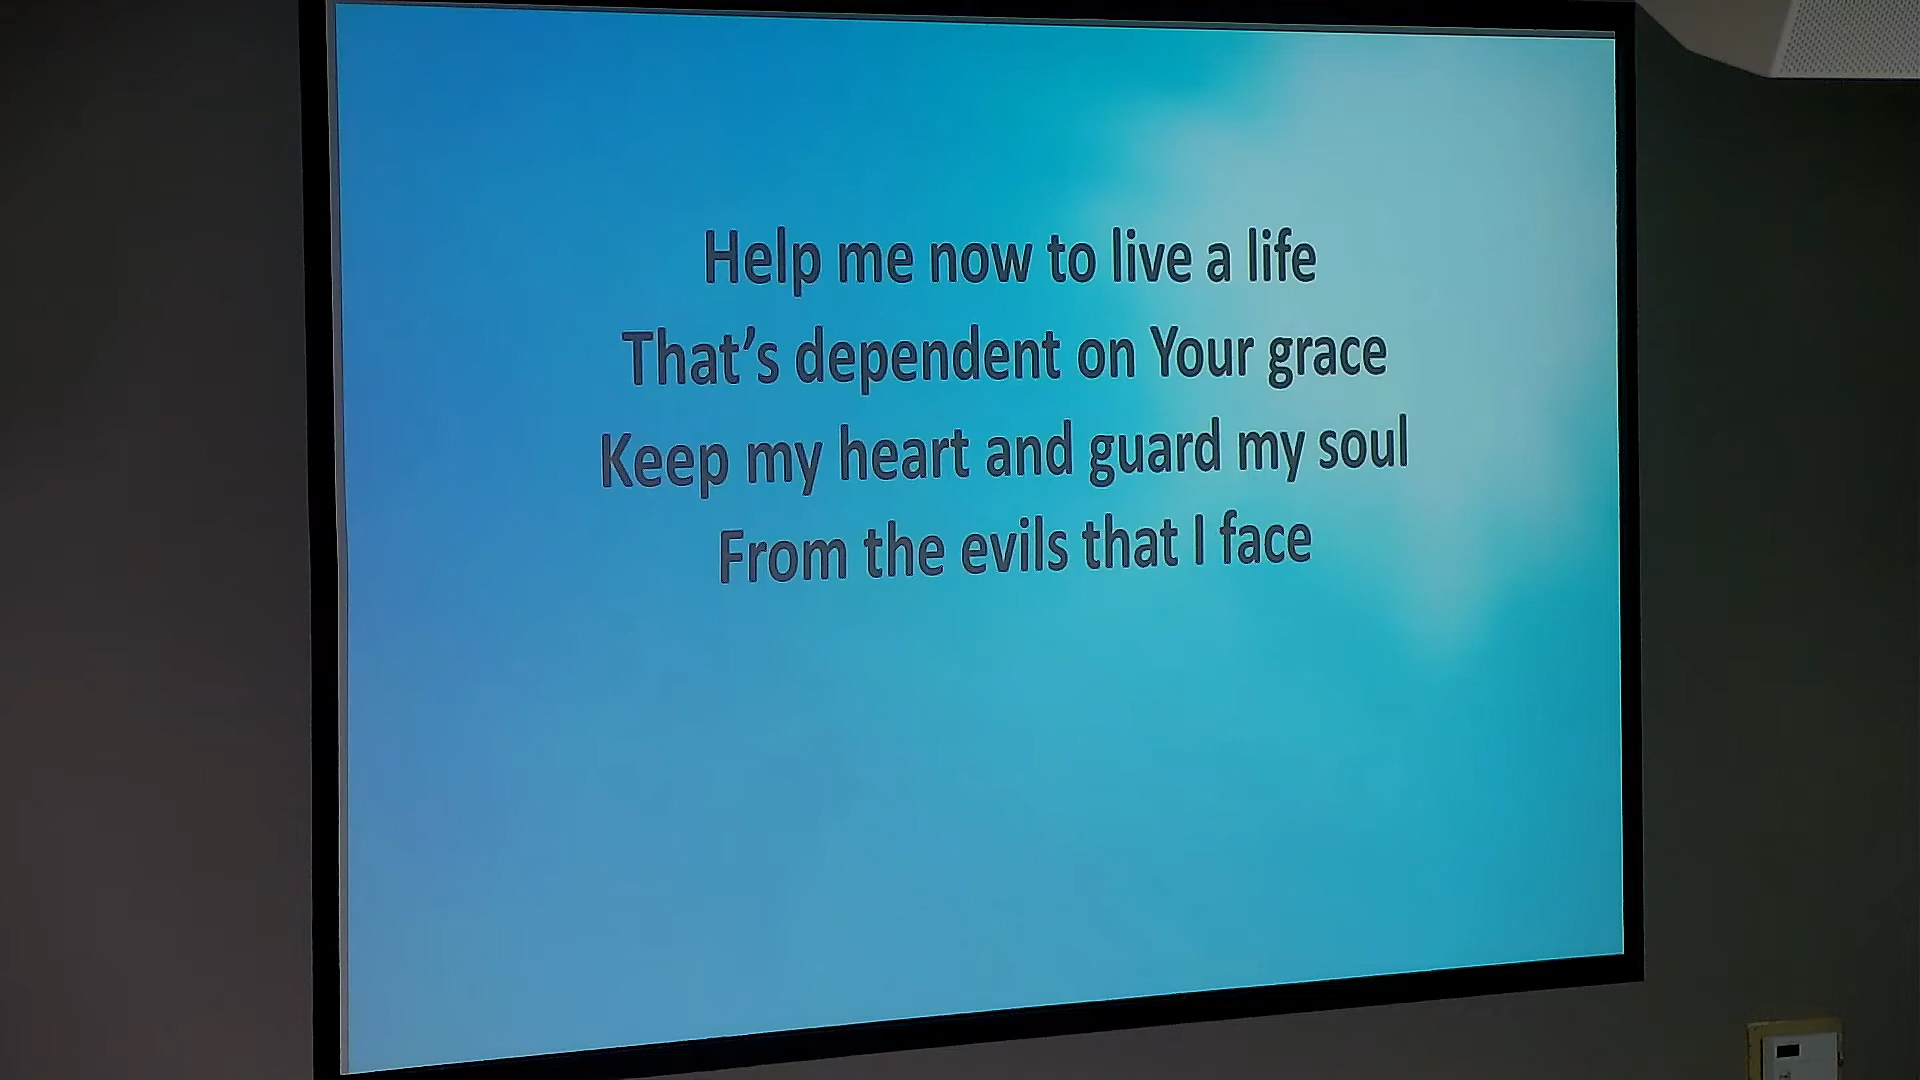 Help me now to live a life
That’s dependent on Your grace
Keep my heart and guard my soul
From the evils that I face